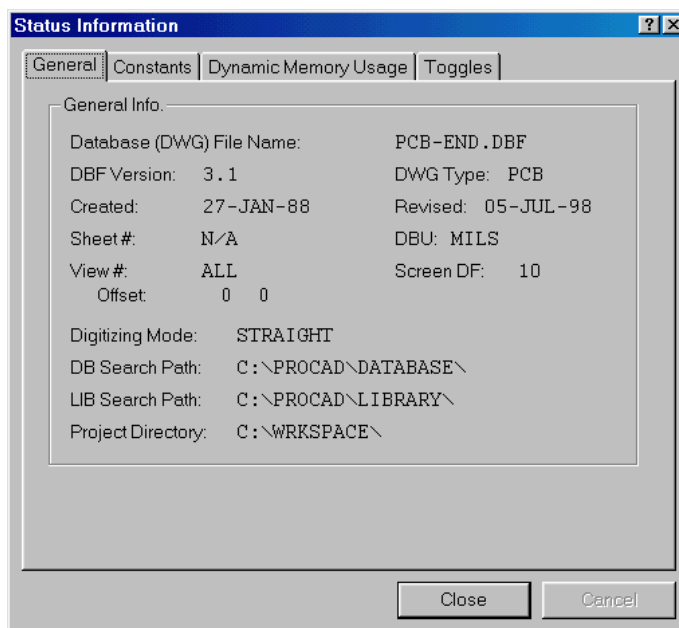 Status Information
General Constants Dynamic Memory Usage Toggles
General Info.
Database (DWG) File Name: PCB-END.DBF
DBF Version: 3.1 DWG Type: PCB
Created: 27-JAN-88 Revised: 05-JUL-98
Sheet #: N/A DBU: MILS
View #: ALL Screen DF: 10
Offset: 0 0
Digitizing Mode: STRAIGHT
DB Search Path: C:\PROCAD\DATABASE\
LIB Search Path: C:\PROCAD\LIBRARY\
Project Directory: C:\WRKSPACE\
Close Cancel